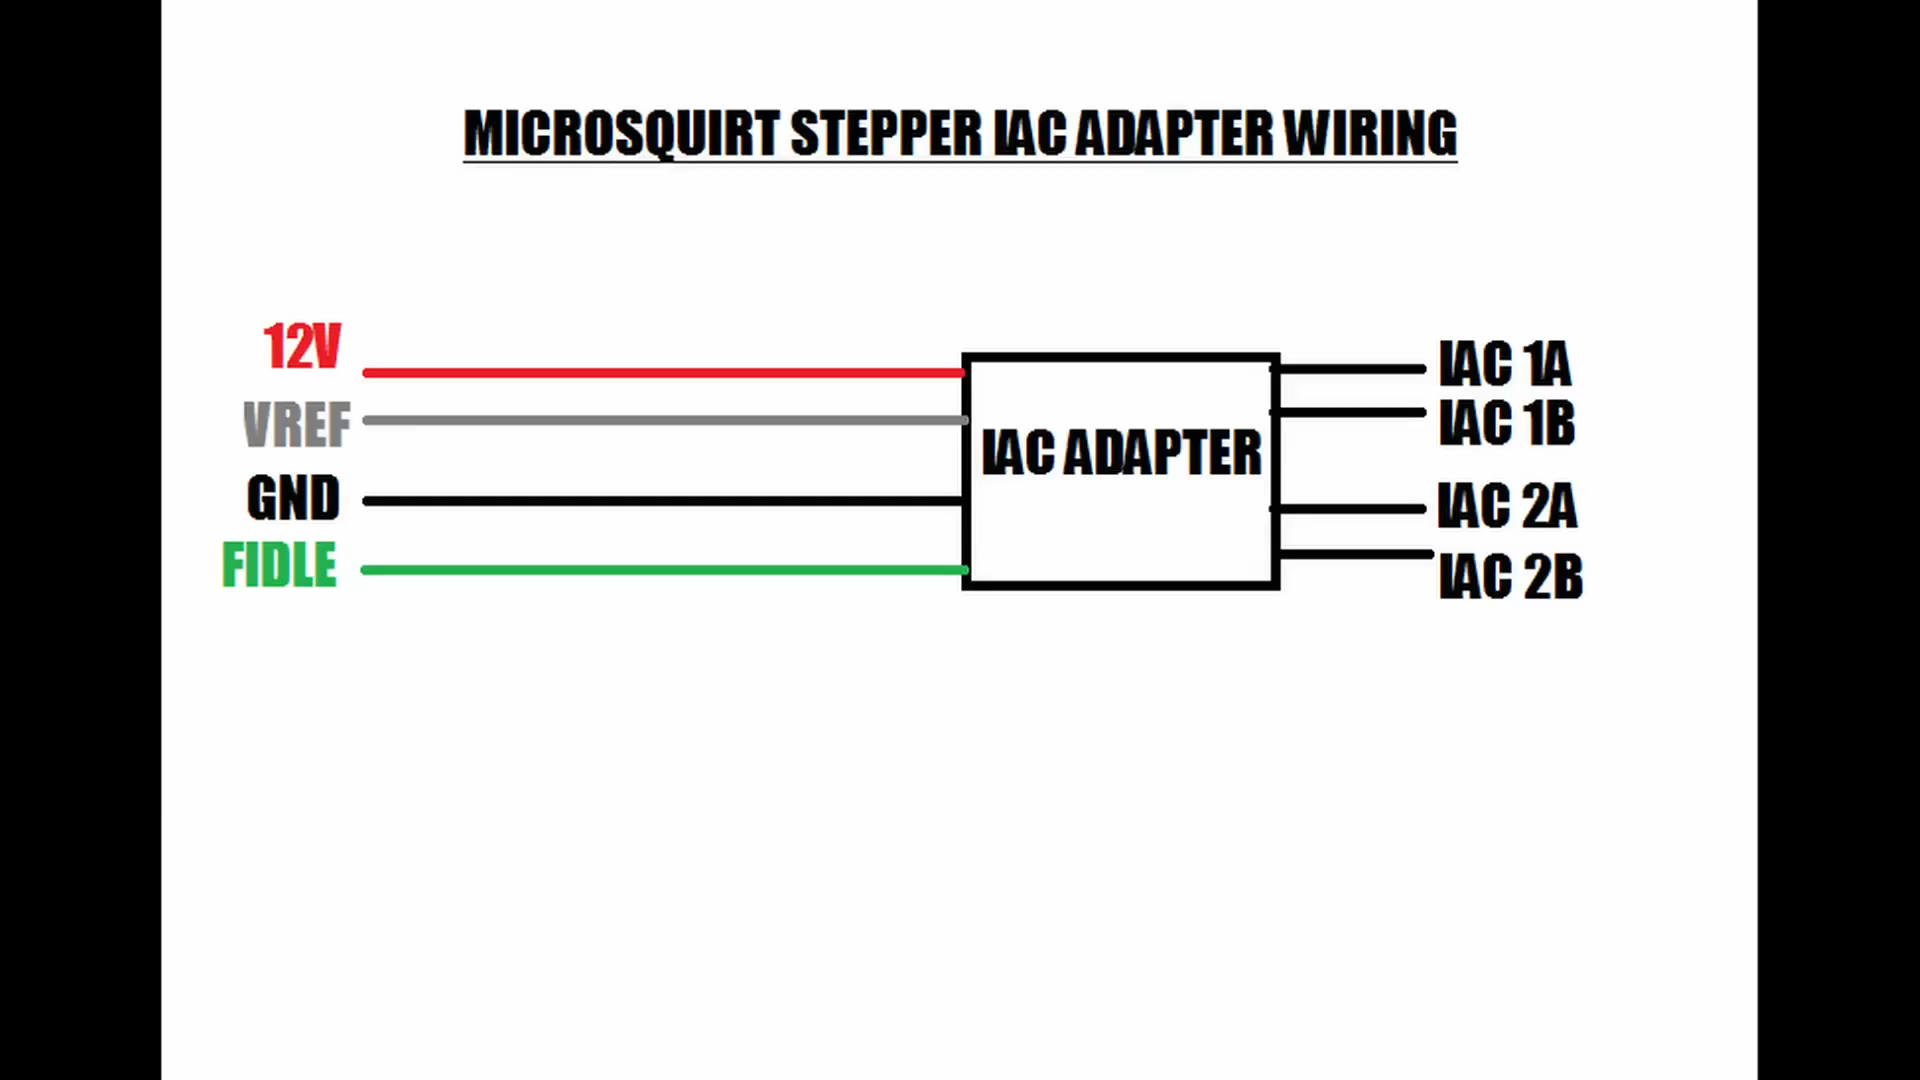 MICROSQUIRT STEPPER IAC ADAPTER WIRING
12V
VREF
GND
FIDLE
IAC ADAPTER
IAC 1A
IAC 1B
IAC 2A
IAC 2B